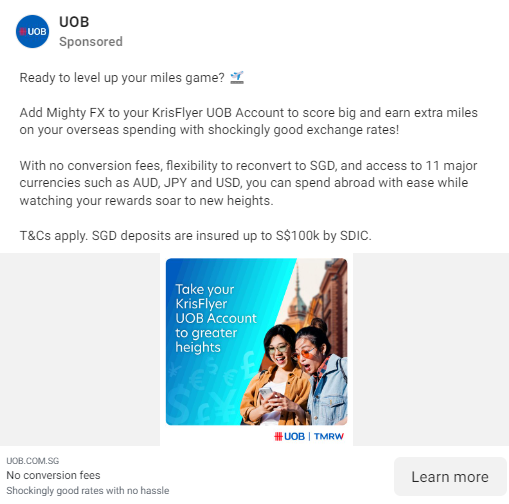 UOB
UOB
Sponsored
Ready to level up your miles game?
Add Mighty FX to your KrisFlyer UOB Account to score big and earn extra miles
on your overseas spending with shockingly good exchange rates!
With no conversion fees, flexibility to reconvert to SGD, and access to 11 major
currencies such as AUD, JPY and USD, you can spend abroad with ease while
watching your rewards soar to new heights.
T&Cs apply. SGD deposits are insured up to S$100k by SDIC.
Take your
KrisFlyer
UOB Account
to greater
heights
UOB | TMRW
UOB.COM.SG
No conversion fees
Shockingly good rates with no hassle
Learn more